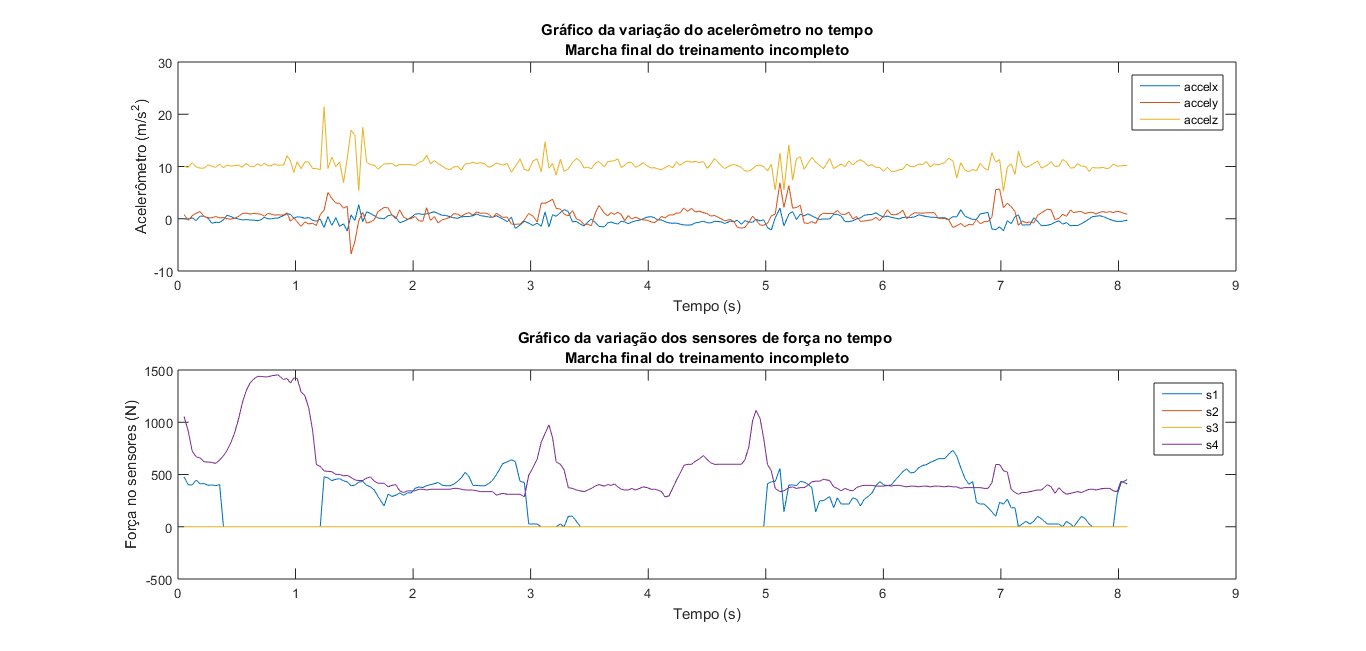 Gráfico da variação do acelerômetro no tempo
Marcha final do treinamento incompleto
Acelerômetro (m/s²)
30
20
10
0
-10
0 1 2 3 4 5 6 7 8 9
Tempo (s)
accelx
accely
accelz
Gráfico da variação dos sensores de força no tempo
Marcha final do treinamento incompleto
Força no sensores (N)
1500
1000
500
0
-500
0 1 2 3 4 5 6 7 8 9
Tempo (s)
s1
s2
s3
s4